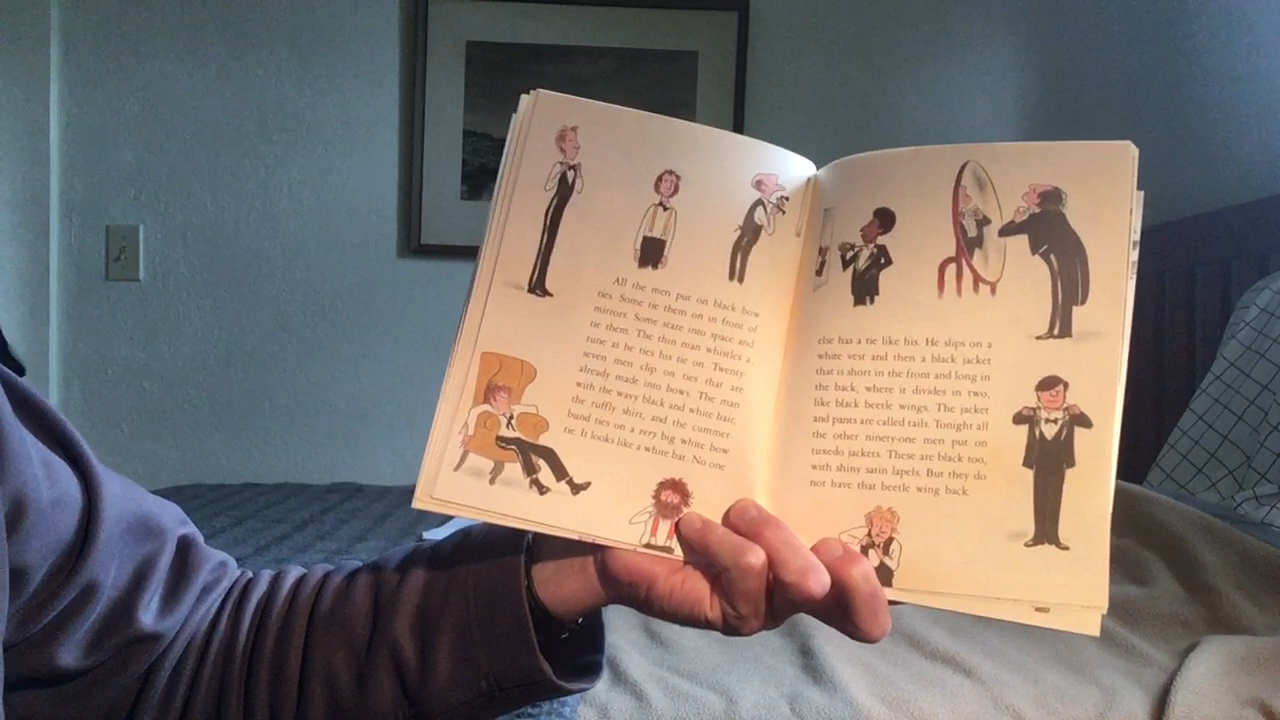 All the men put on black bow
ties. Some tie them on in front of
mirrors. Some stare into space and
tie them. The thin man whistles a
tune as he ties his tie on. Twenty-
seven men clip on ties that are
already made into bows. The man
with the wavy black and white hair,
the ruffly shirt, and the cummer-
bund ties on a very big white bow
tie. It looks like a white bat. No one
else has a tie like his. He slips on a
white vest and then a black jacket
that is short in the front and long in
the back, where it divides in two,
like black beetle wings. The jacket
and pants are called tails. Tonight all
the other ninety-one men put on
tuxedo jackets. These are black too,
with shiny satin lapels. But they do
not have that beetle wing back.